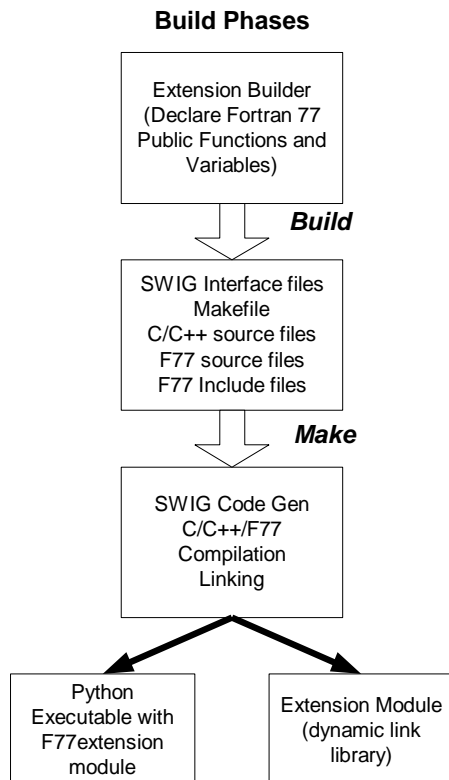 Build Phases
Extension Builder
(Declare Fortran 77
Public Functions and
Variables)
Build
SWIG Interface files
Makefile
C/C++ source files
F77 source files
F77 Include files
Make
SWIG Code Gen
C/C++/F77
Compilation
Linking
Python
Executable with
F77extension
module
Extension Module
(dynamic link
library)